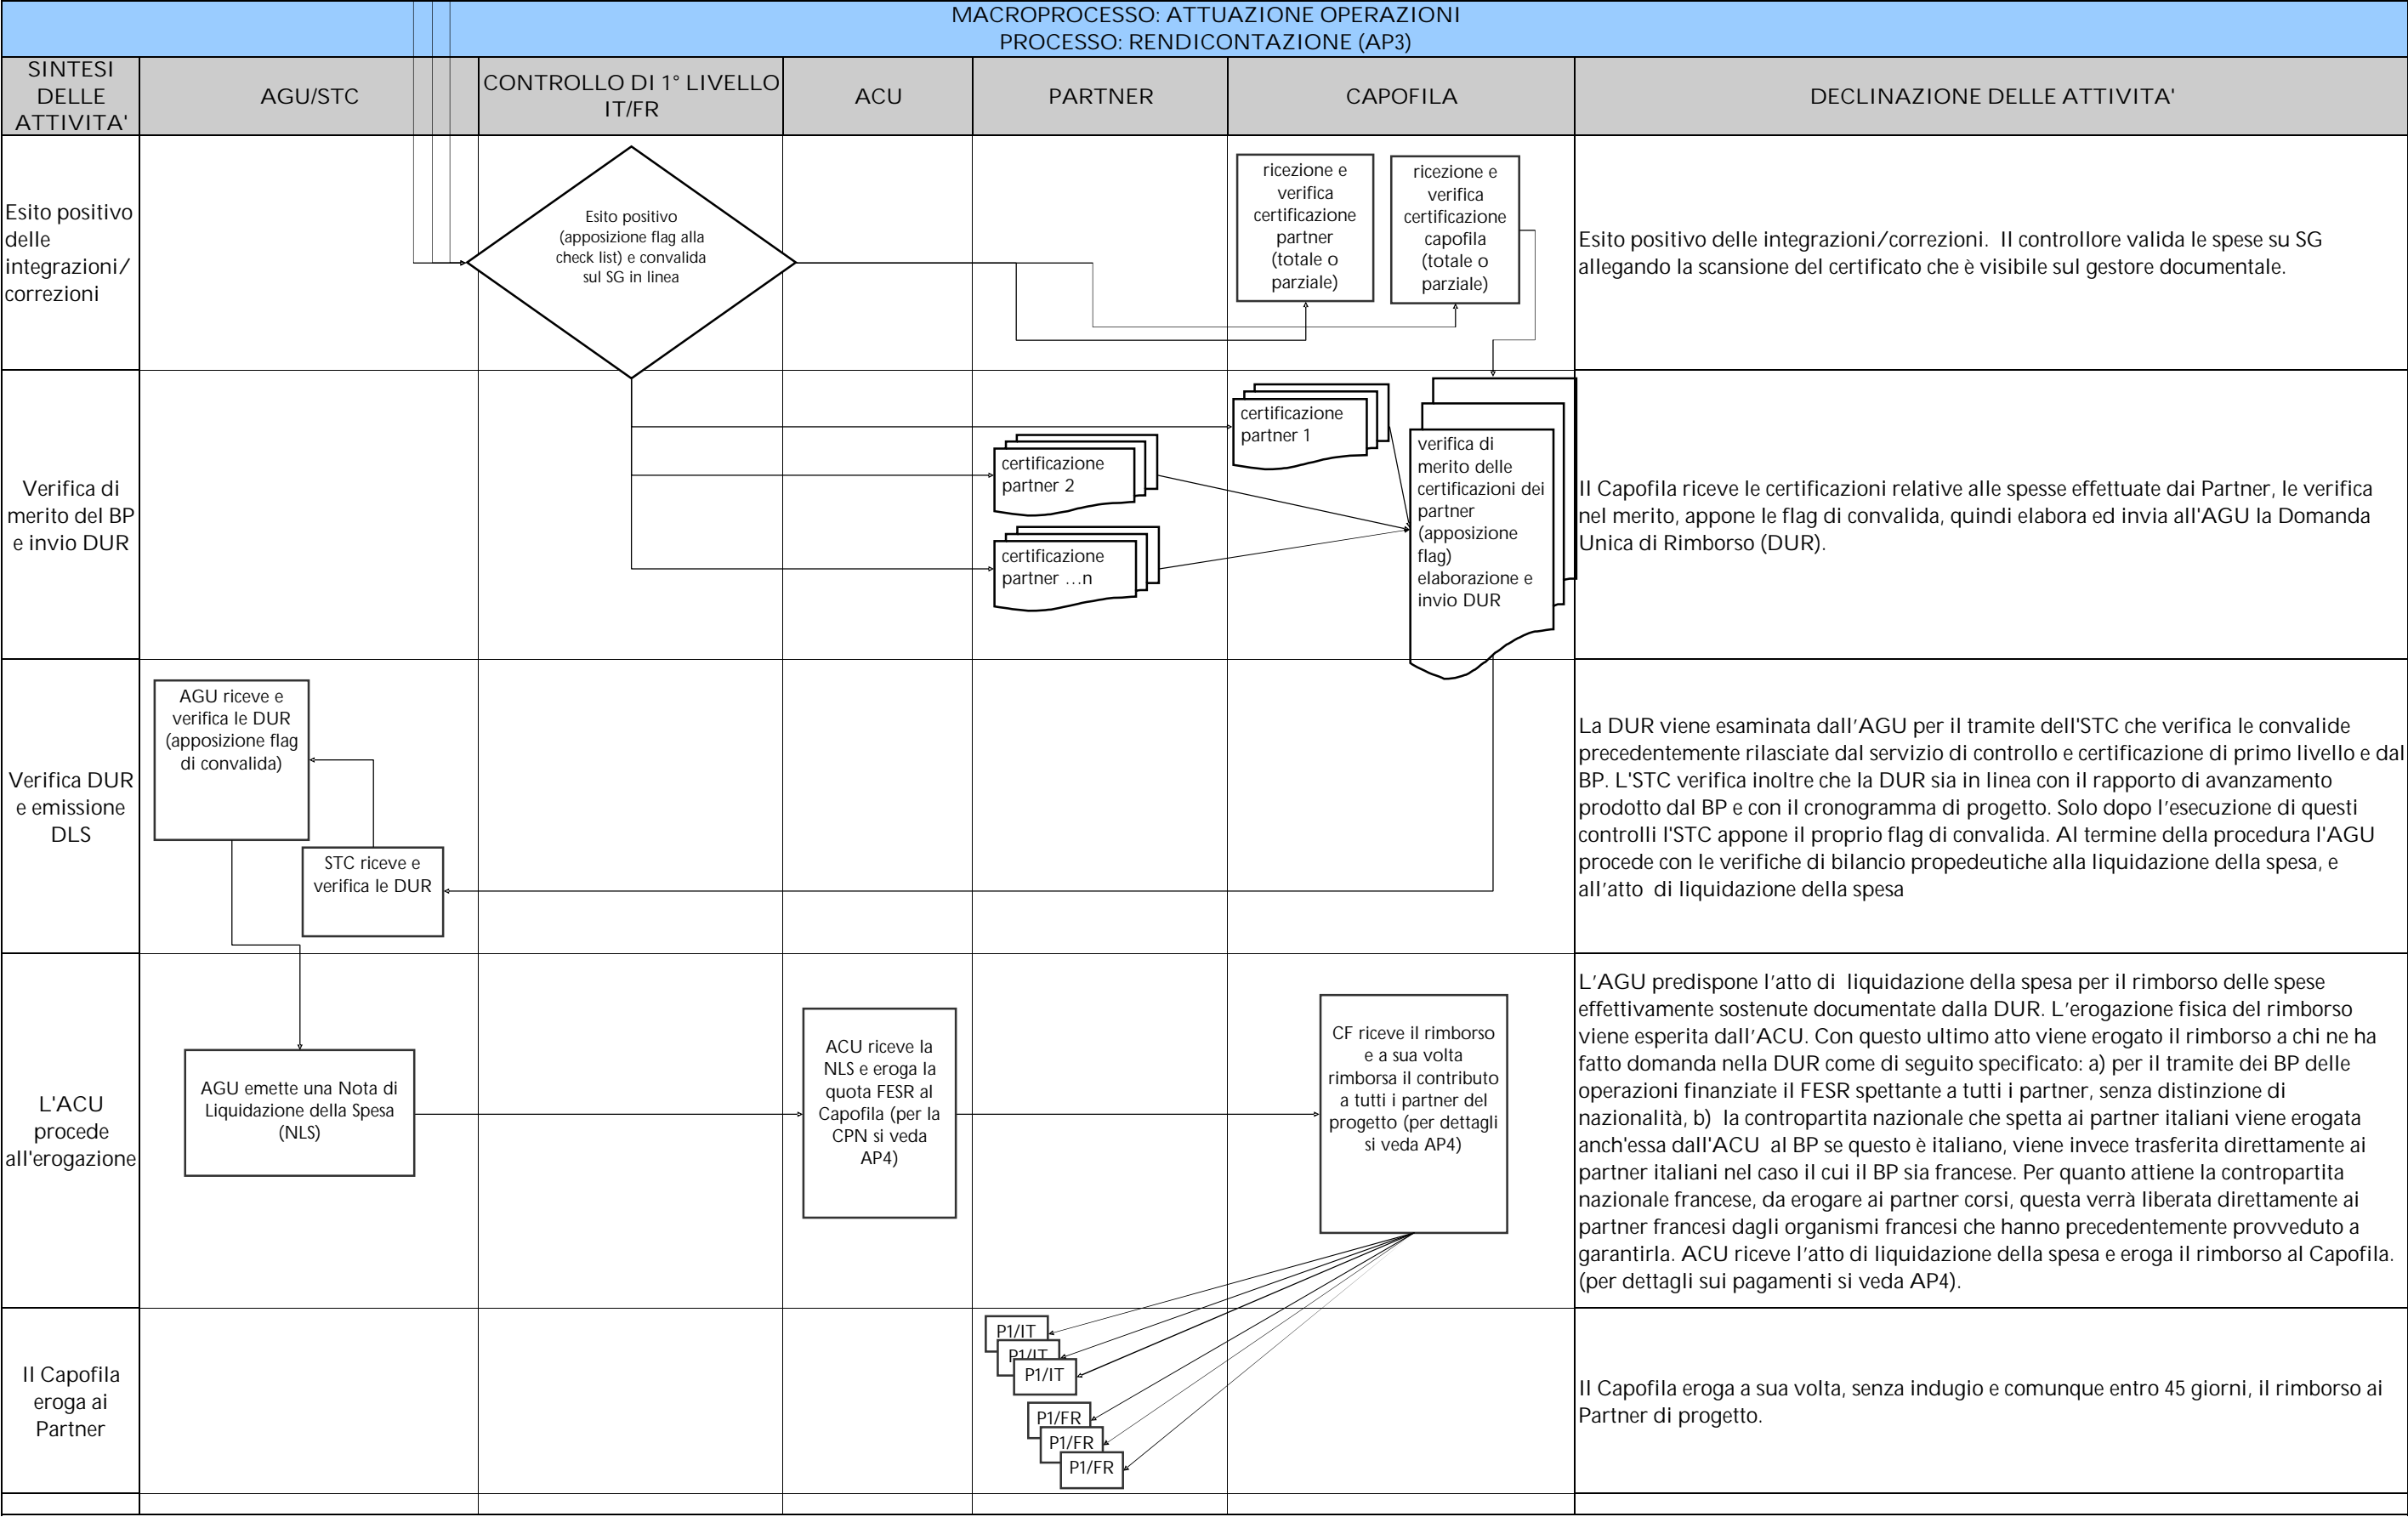 MACROPROCESSO: ATTUAZIONE OPERAZIONI
PROCESSO: RENDICONTAZIONE (AP3)
SINTESI
DELLE
ATTIVITA'
AGU/STC
CONTROLLO DI 1° LIVELLO
IT/FR
ACU
PARTNER
CAPOFILA
DECLINAZIONE DELLE ATTIVITA'
Esito positivo
delle
integrazioni/
correzioni
Esito positivo
(apposizione flag alla
check list) e convalida
sul SG in linea
ricezione e
verifica
certificazione
partner
(totale o
parziale)
ricezione e
verifica
certificazione
capofila
(totale o
parziale)
Esito positivo delle integrazioni/correzioni.  Il controllore valida le spese su SG
allegando la scansione del certificato che è visibile sul gestore documentale.
Verifica di
merito del BP
e invio DUR
certificazione
partner 1
certificazione
partner 2
certificazione
partner …n
verifica di
merito delle
certificazioni dei
partner
(apposizione
flag)
elaborazione e
invio DUR
Il Capofila riceve le certificazioni relative alle spesse effettuate dai Partner, le verifica
nel merito, appone le flag di convalida, quindi elabora ed invia all'AGU la Domanda
Unica di Rimborso (DUR).
Verifica DUR
e emissione
DLS
AGU riceve e
verifica le DUR
(apposizione flag
di convalida)
STC riceve e
verifica le DUR
La DUR viene esaminata dall’AGU per il tramite dell'STC che verifica le convalide
precedentemente rilasciate dal servizio di controllo e certificazione di primo livello e dal
BP. L'STC verifica inoltre che la DUR sia in linea con il rapporto di avanzamento
prodotto dal BP e con il cronogramma di progetto. Solo dopo l’esecuzione di questi
controlli l'STC appone il proprio flag di convalida. Al termine della procedura l'AGU
procede con le verifiche di bilancio propedeutiche alla liquidazione della spesa, e
all’atto  di liquidazione della spesa
L'ACU
procede
all'erogazione
AGU emette una Nota di
Liquidazione della Spesa
(NLS)
ACU riceve la
NLS e eroga la
quota FESR al
Capofila (per la
CPN si veda
AP4)
CF riceve il rimborso
e a sua volta
rimborsa il contributo
a tutti i partner del
progetto (per dettagli
si veda AP4)
L’AGU predispone l’atto di  liquidazione della spesa per il rimborso delle spese
effettivamente sostenute documentate dalla DUR. L’erogazione fisica del rimborso
viene esperita dall’ACU. Con questo ultimo atto viene erogato il rimborso a chi ne ha
fatto domanda nella DUR come di seguito specificato: a) per il tramite dei BP delle
operazioni finanziate il FESR spettante a tutti i partner, senza distinzione di
nazionalità, b)  la contropartita nazionale che spetta ai partner italiani viene erogata
anch'essa dall'ACU  al BP se questo è italiano, viene invece trasferita direttamente ai
partner italiani nel caso il cui il BP sia francese. Per quanto attiene la contropartita
nazionale francese, da erogare ai partner corsi, questa verrà liberata direttamente ai
partner francesi dagli organismi francesi che hanno precedentemente provveduto a
garantirla. ACU riceve l’atto di liquidazione della spesa e eroga il rimborso al Capofila.
(per dettagli sui pagamenti si veda AP4).
Il Capofila
eroga ai
Partner
P1/IT
P1/IT
P1/IT
P1/FR
P1/FR
P1/FR
Il Capofila eroga a sua volta, senza indugio e comunque entro 45 giorni, il rimborso ai
Partner di progetto.